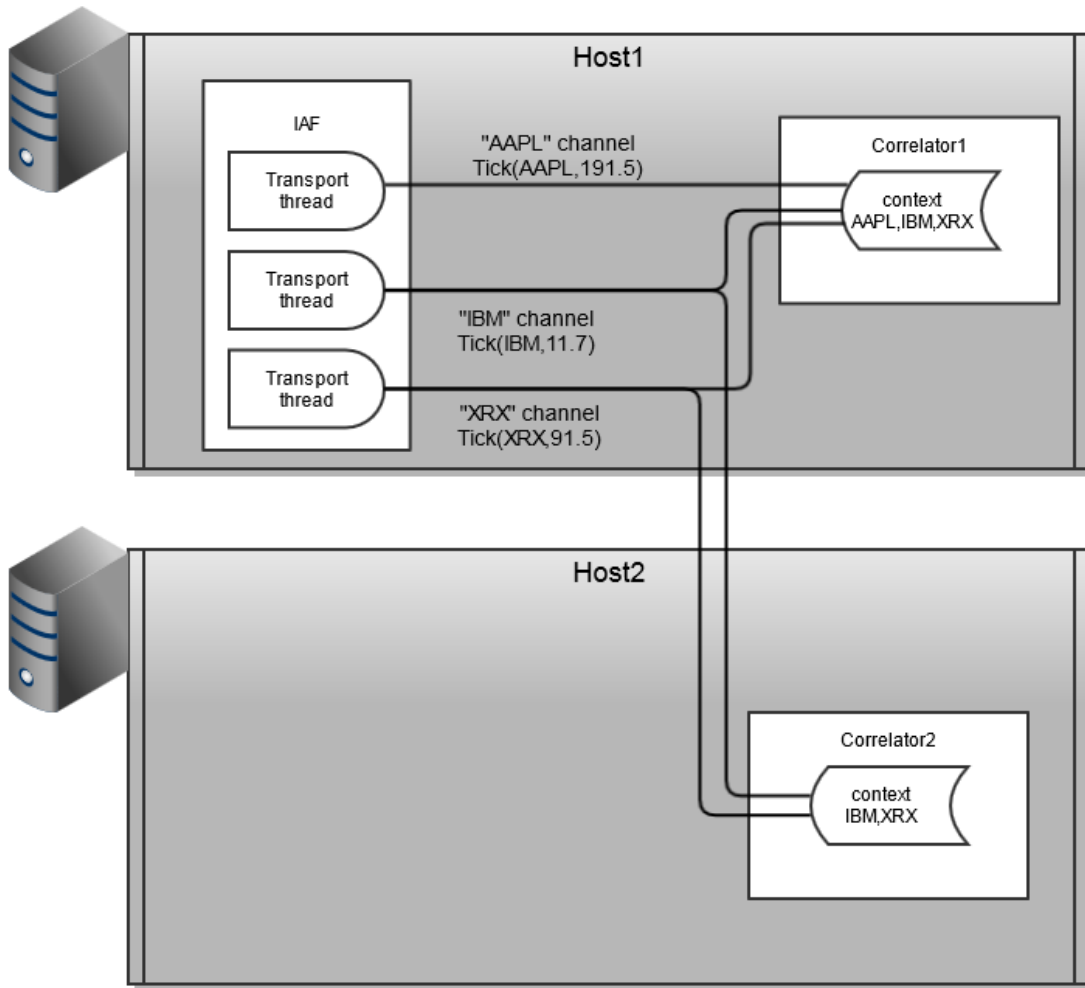 Host1
IAF
Transport
thread
"AAPL" channel
Tick(AAPL,191.5)
Correlator1
context
AAPL,IBM,XRX
Transport
thread
"IBM" channel
Tick(IBM,11.7)
Transport
thread
"XRX" channel
Tick(XRX,91.5)
Host2
Correlator2
context
IBM,XRX